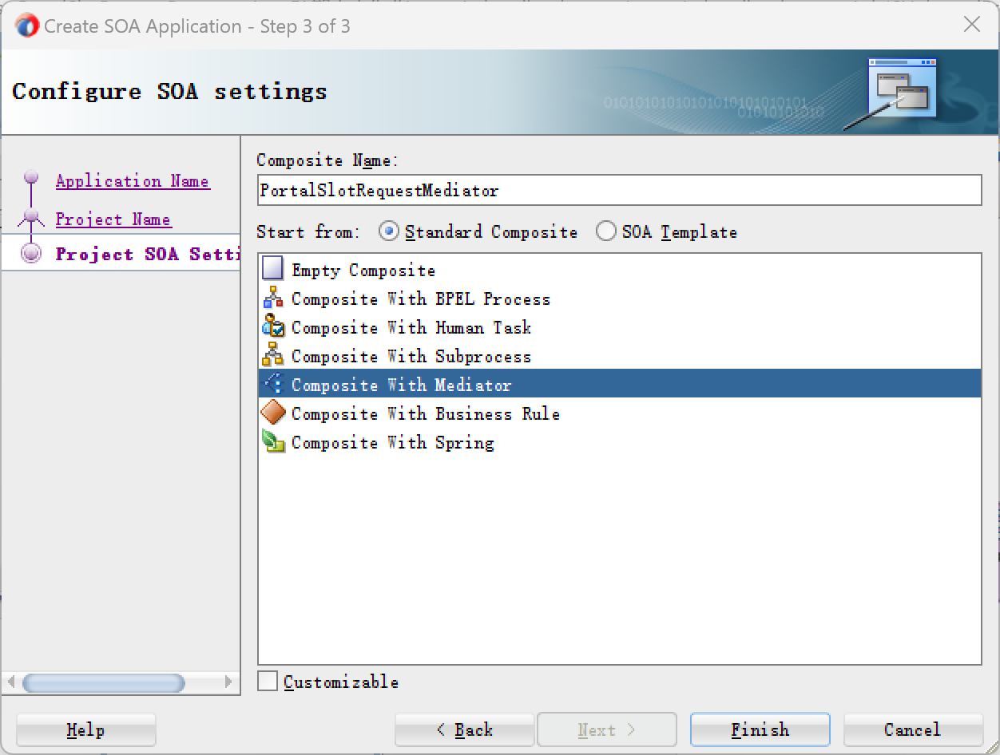 Create SOA Application - Step 3 of 3
Configure SOA settings
01010101010101010101010101
01010101010
Application Name
Project Name
Project SOA Setti
Composite Name:
PortalSlotRequestMediator
Start from: Standard Composite SOA Template
Empty Composite
Composite With BPEL Process
Composite With Human Task
Composite With Subprocess
Composite With Mediator
Composite With Business Rule
Composite With Spring
Customizable
Help < Back Next > Finish Cancel